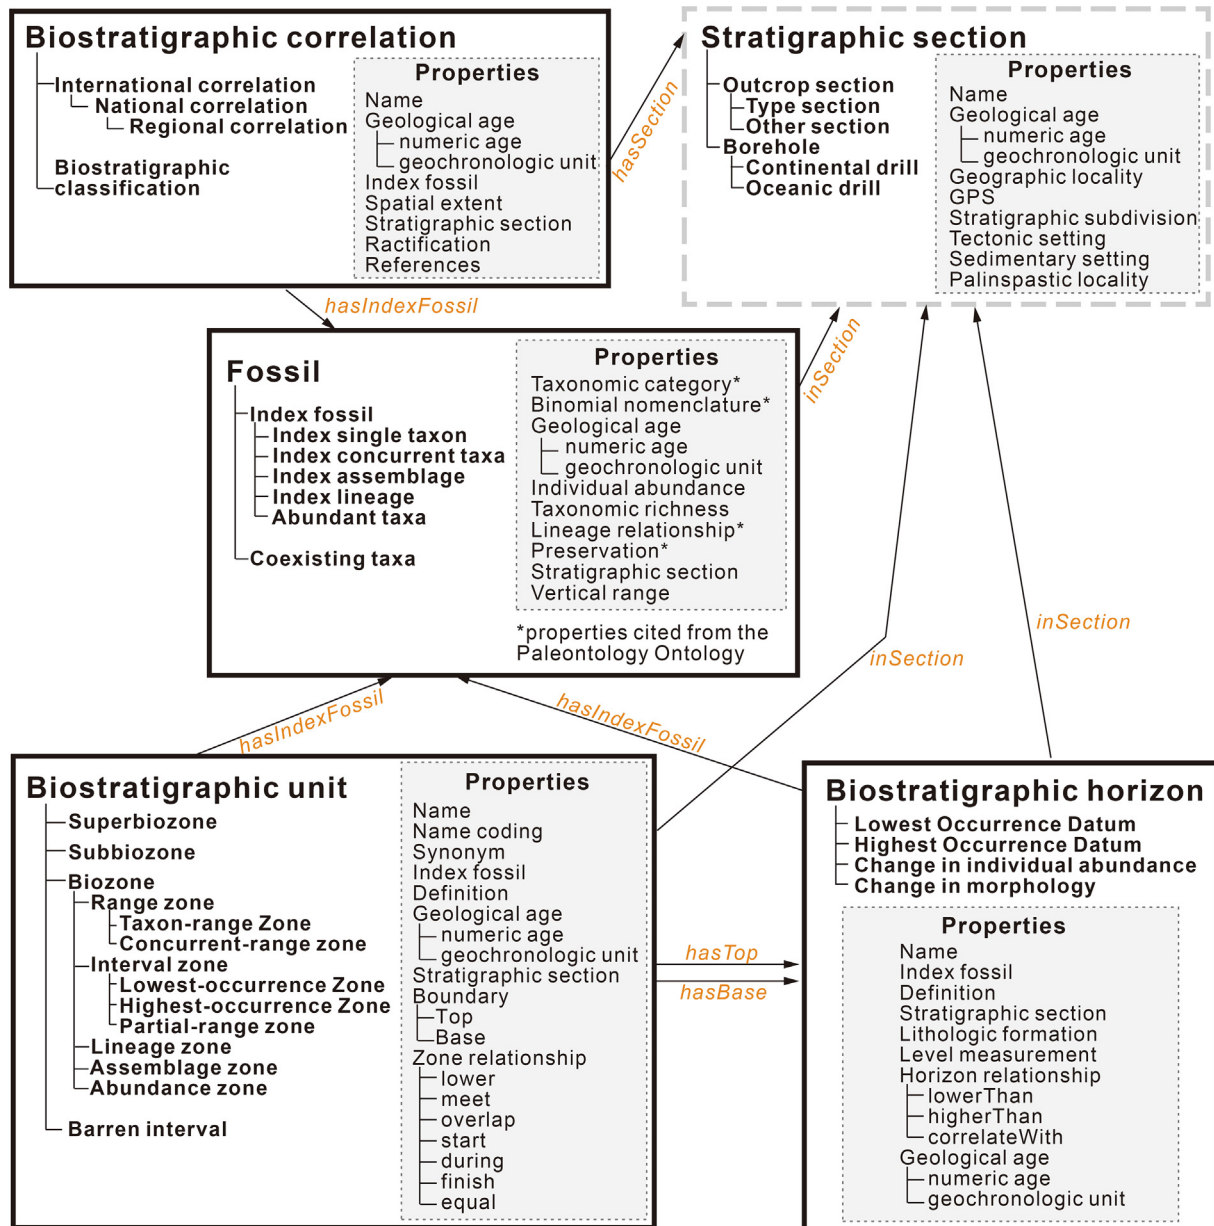 Biostratigraphic correlation
International correlation
National correlation
Regional correlation
Biostratigraphic
classification
Properties
Name
Geological age
numeric age
geochronologic unit
Index fossil
Spatial extent
Stratigraphic section
Ractification
References
hasSection
Stratigraphic section
Outcrop section
Type section
Other section
Borehole
Continental drill
Oceanic drill
Properties
Name
Geological age
numeric age
geochronologic unit
Geographic locality
GPS
Stratigraphic subdivision
Tectonic setting
Sedimentary setting
Palinspastic locality
hasIndexFossil
inSection
Fossil
Index fossil
Index single taxon
Index concurrent taxa
Index assemblage
Index lineage
Abundant taxa
Coexisting taxa
Properties
Taxonomic category*
Binomial nomenclature*
Geological age
numeric age
geochronologic unit
Individual abundance
Taxonomic richness
Lineage relationship*
Preservation*
Stratigraphic section
Vertical range
*properties cited from the
Paleontology Ontology
inSection
inSection
hasIndexFossil
hasIndexFossil
Biostratigraphic unit
Superbiozone
Subbiozone
Biozone
Range zone
Taxon-range Zone
Concurrent-range zone
Interval zone
Lowest-occurrence Zone
Highest-occurrence Zone
Partial-range zone
Lineage zone
Assemblage zone
Abundance zone
Barren interval
Properties
Name
Name coding
Synonym
Index fossil
Definition
Geological age
numeric age
geochronologic unit
Stratigraphic section
Boundary
Top
Base
Zone relationship
lower
meet
overlap
start
during
finish
equal
hasTop
hasBase
Biostratigraphic horizon
Lowest Occurrence Datum
Highest Occurrence Datum
Change in individual abundance
Change in morphology
Properties
Name
Index fossil
Definition
Stratigraphic section
Lithologic formation
Level measurement
Horizon relationship
lowerThan
higherThan
correlateWith
Geological age
numeric age
geochronologic unit